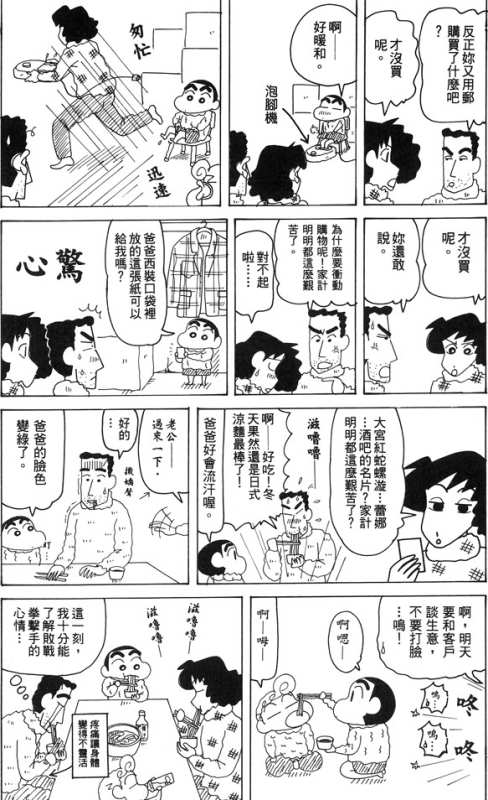 反正妳又用郵
購買了什麼吧
?
才沒買
呢。
啊——
好暖和。
泡腳機
匆忙
迅速
才沒買
呢。
妳還敢
說。
為什麼要衝動
購物呢!家計
明明都這麼艱
苦了。
對不起
啦……
爸爸西裝口袋裡
放的這張紙可以
給我嗎?
驚
心
大宮紅蛇螺漩…蕾娜
…酒吧的名片?家計
明明都這麼艱苦了?
滋嚕嚕
啊——好吃!冬
天果然還是日式
涼麵最棒了!
爸爸好會流汗喔。
老公——
過來一下。
撒嬌聲
好的
…
爸爸的臉色
變綠了。
啊,明天
要和客戶
談生意,
不要打臉
…嗚!
咚
嗚…
咚
嗚…
啊嗯——
啊——呣——
滋嚕嚕——
滋嚕嚕
疼痛讓身體
變得不靈活
這一刻,
我十分能
了解敗戰
拳擊手的
心情…